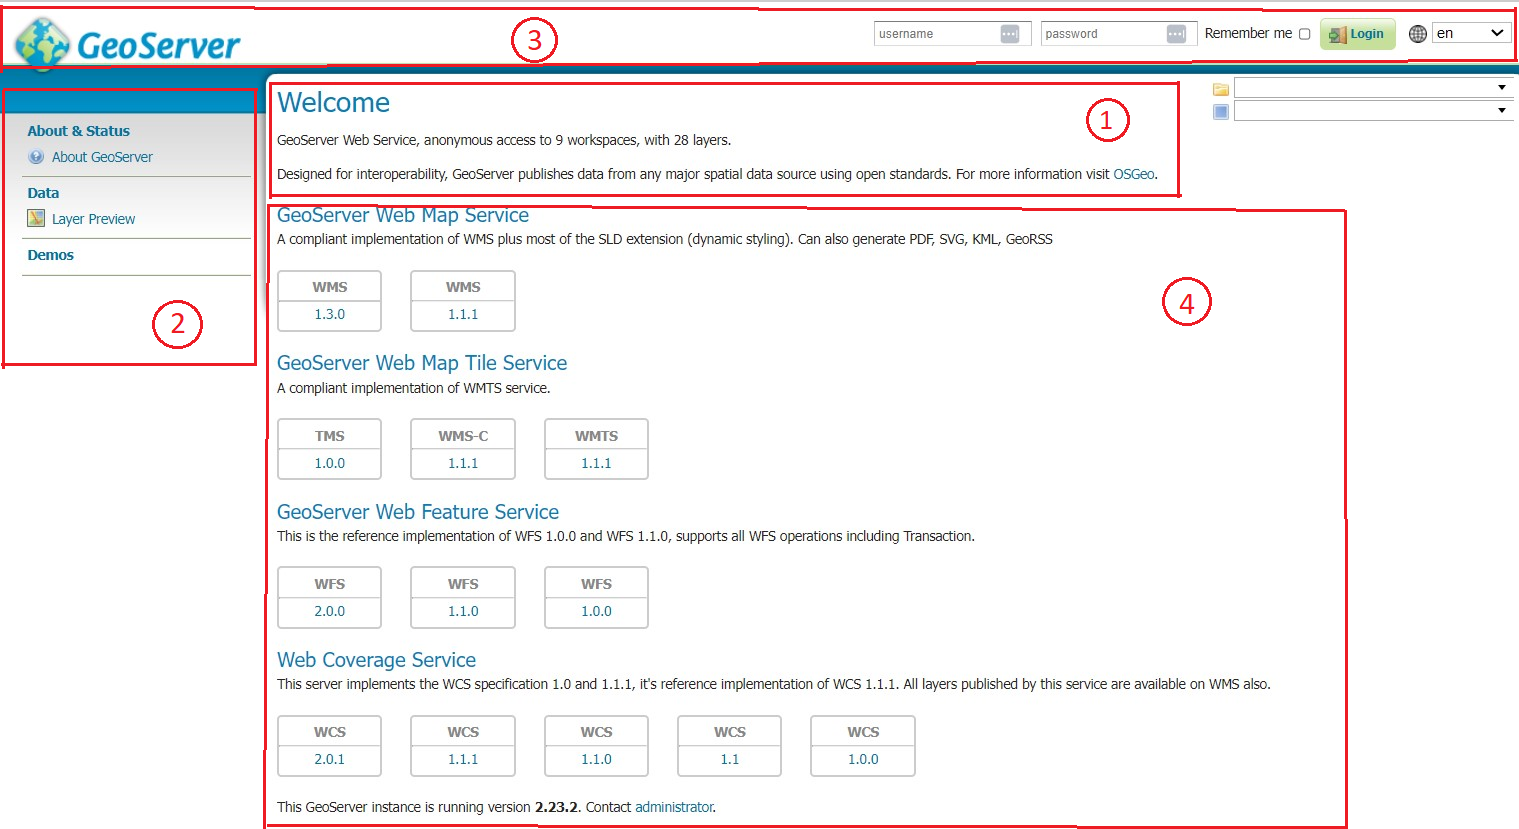 GeoServer
3
username
password
Remember me
Login
en
About & Status
About GeoServer
Data
Layer Preview
Demos
2
Welcome
1
GeoServer Web Service, anonymous access to 9 workspaces, with 28 layers.
Designed for interoperability, GeoServer publishes data from any major spatial data source using open standards. For more information visit OSGeo.
GeoServer Web Map Service
A compliant implementation of WMS plus most of the SLD extension (dynamic styling). Can also generate PDF, SVG, KML, GeoRSS
4
WMS WMS
1.3.0 1.1.1
GeoServer Web Map Tile Service
A compliant implementation of WMTS service.
TMS WMS-C WMTS
1.0.0 1.1.1 1.1.1
GeoServer Web Feature Service
This is the reference implementation of WFS 1.0.0 and WFS 1.1.0, supports all WFS operations including Transaction.
WFS WFS WFS
2.0.0 1.1.0 1.0.0
Web Coverage Service
This server implements the WCS specification 1.0 and 1.1.1, it's reference implementation of WCS 1.1.1. All layers published by this service are available on WMS also.
WCS WCS WCS WCS WCS
2.0.1 1.1.1 1.1.0 1.1 1.0.0
This GeoServer instance is running version 2.23.2. Contact administrator.